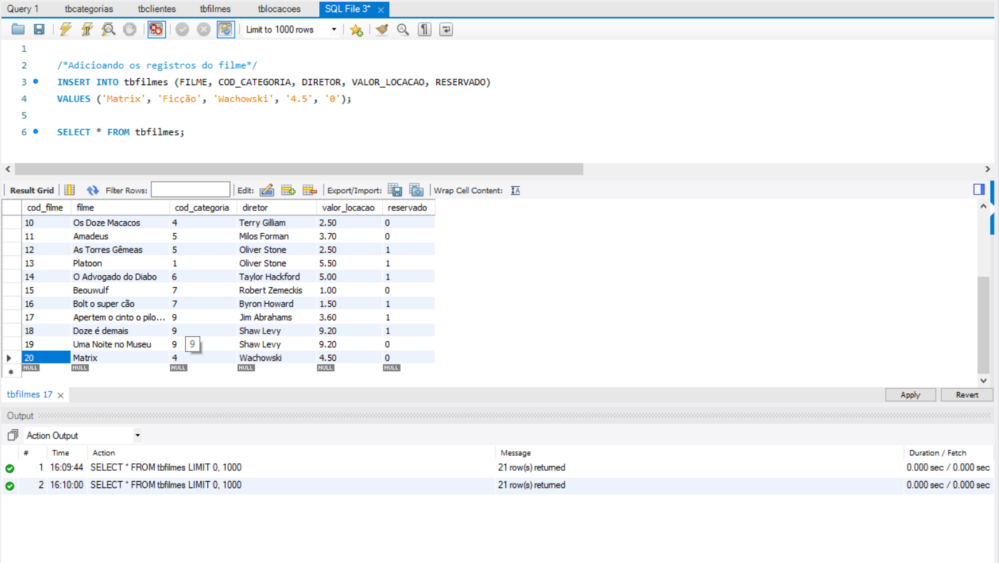 Query 1 tbcategorias tbclientes tbfilmes tblocacoes SQL File 3*
Limit to 1000 rows
1
2 /*Adicioando os registros do filme*/
3 INSERT INTO tbfilmes (FILME, COD_CATEGORIA, DIRETOR, VALOR_LOCACAO, RESERVADO)
4 VALUES ('Matrix', 'Ficção', 'Wachowski', '4.5', '0');
5
6 SELECT * FROM tbfilmes;
Result Grid Filter Rows: Edit: Export/Import: Wrap Cell Content: IA
cod_filme filme cod_categoria diretor valor_locacao reservado
10 Os Doze Macacos 4 Terry Gilliam 2.50 0
11 Amadeus 5 Milos Forman 3.70 0
12 As Torres Gêmeas 5 Oliver Stone 2.50 1
13 Platoon 1 Oliver Stone 5.50 1
14 O Advogado do Diabo 6 Taylor Hackford 5.00 1
15 Beouwulf 7 Robert Zemeckis 1.00 0
16 Bolt o super cão 7 Byron Howard 1.50 1
17 Apertem o cinto o pilo... 9 Jim Abrahams 3.60 1
18 Doze é demais 9 Shaw Levy 9.20 1
19 Uma Noite no Museu 9 9 Shaw Levy 9.20 0
20 Matrix 4 Wachowski 4.50 0
NULL NULL NULL NULL NULL NULL
tbfilmes 17 Apply Revert
Output
Action Output
# Time Action Message Duration / Fetch
1 16:09:44 SELECT * FROM tbfilmes LIMIT 0, 1000 21 row(s) returned 0.000 sec / 0.000 sec
2 16:10:00 SELECT * FROM tbfilmes LIMIT 0, 1000 21 row(s) returned 0.000 sec / 0.000 sec